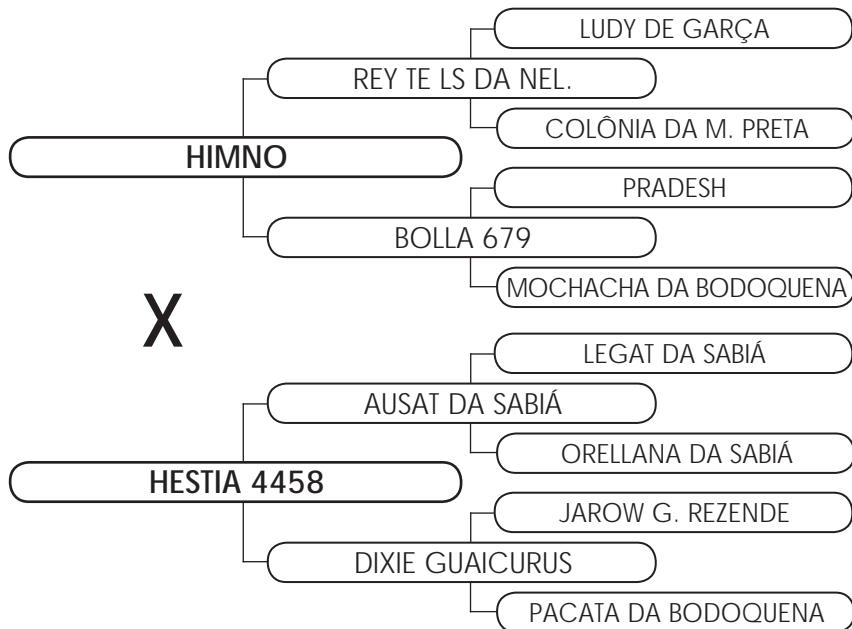 LUDY DE GARÇA
REY TE LS DA NEL.
COLÔNIA DA M. PRETA
HIMNO
PRADESH
BOLLA 679
MOCHACHA DA BODOQUENA
X
LEGAT DA SABIÁ
AUSAT DA SABIÁ
ORELLANA DA SABIÁ
HESTIA 4458
JAROW G. REZENDE
DIXIE GUAICURUS
PACATA DA BODOQUENA